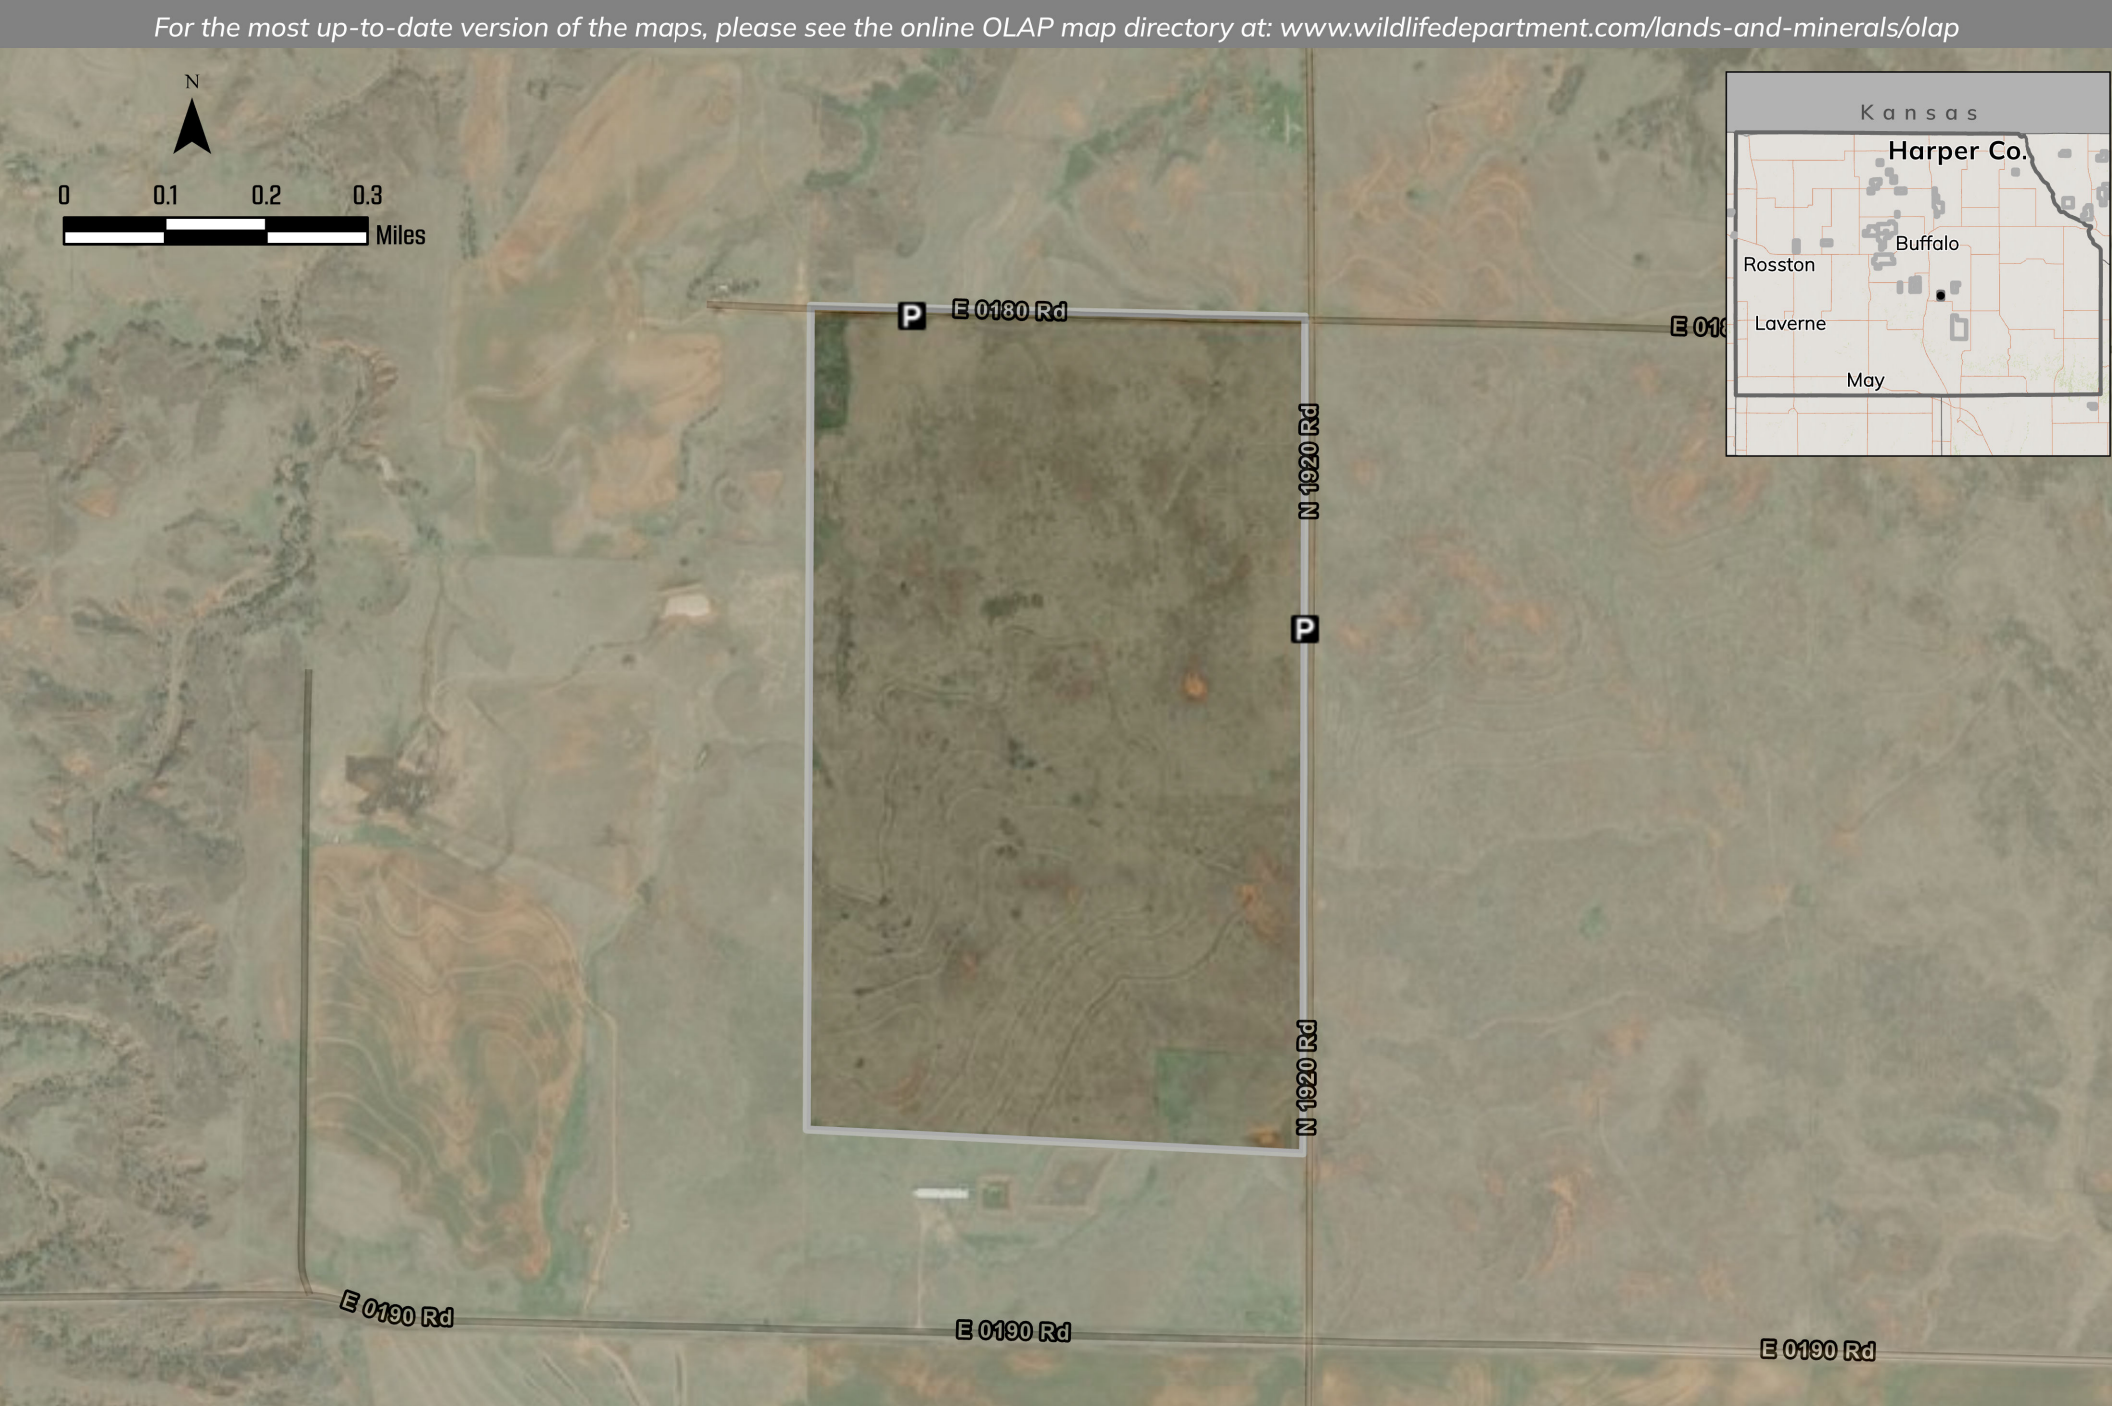 For the most up-to-date version of the maps, please see the online OLAP map directory at: www.wildlifedepartment.com/lands-and-minerals/olap
N
0 0.1 0.2 0.3
Miles
Kansas
Harper Co.
Buffalo
Rosston
Laverne
May
P
E 0180 Rd
E 018
N 1920 Rd
P
N 1920 Rd
E 0190 Rd
E 0190 Rd
E 0190 Rd